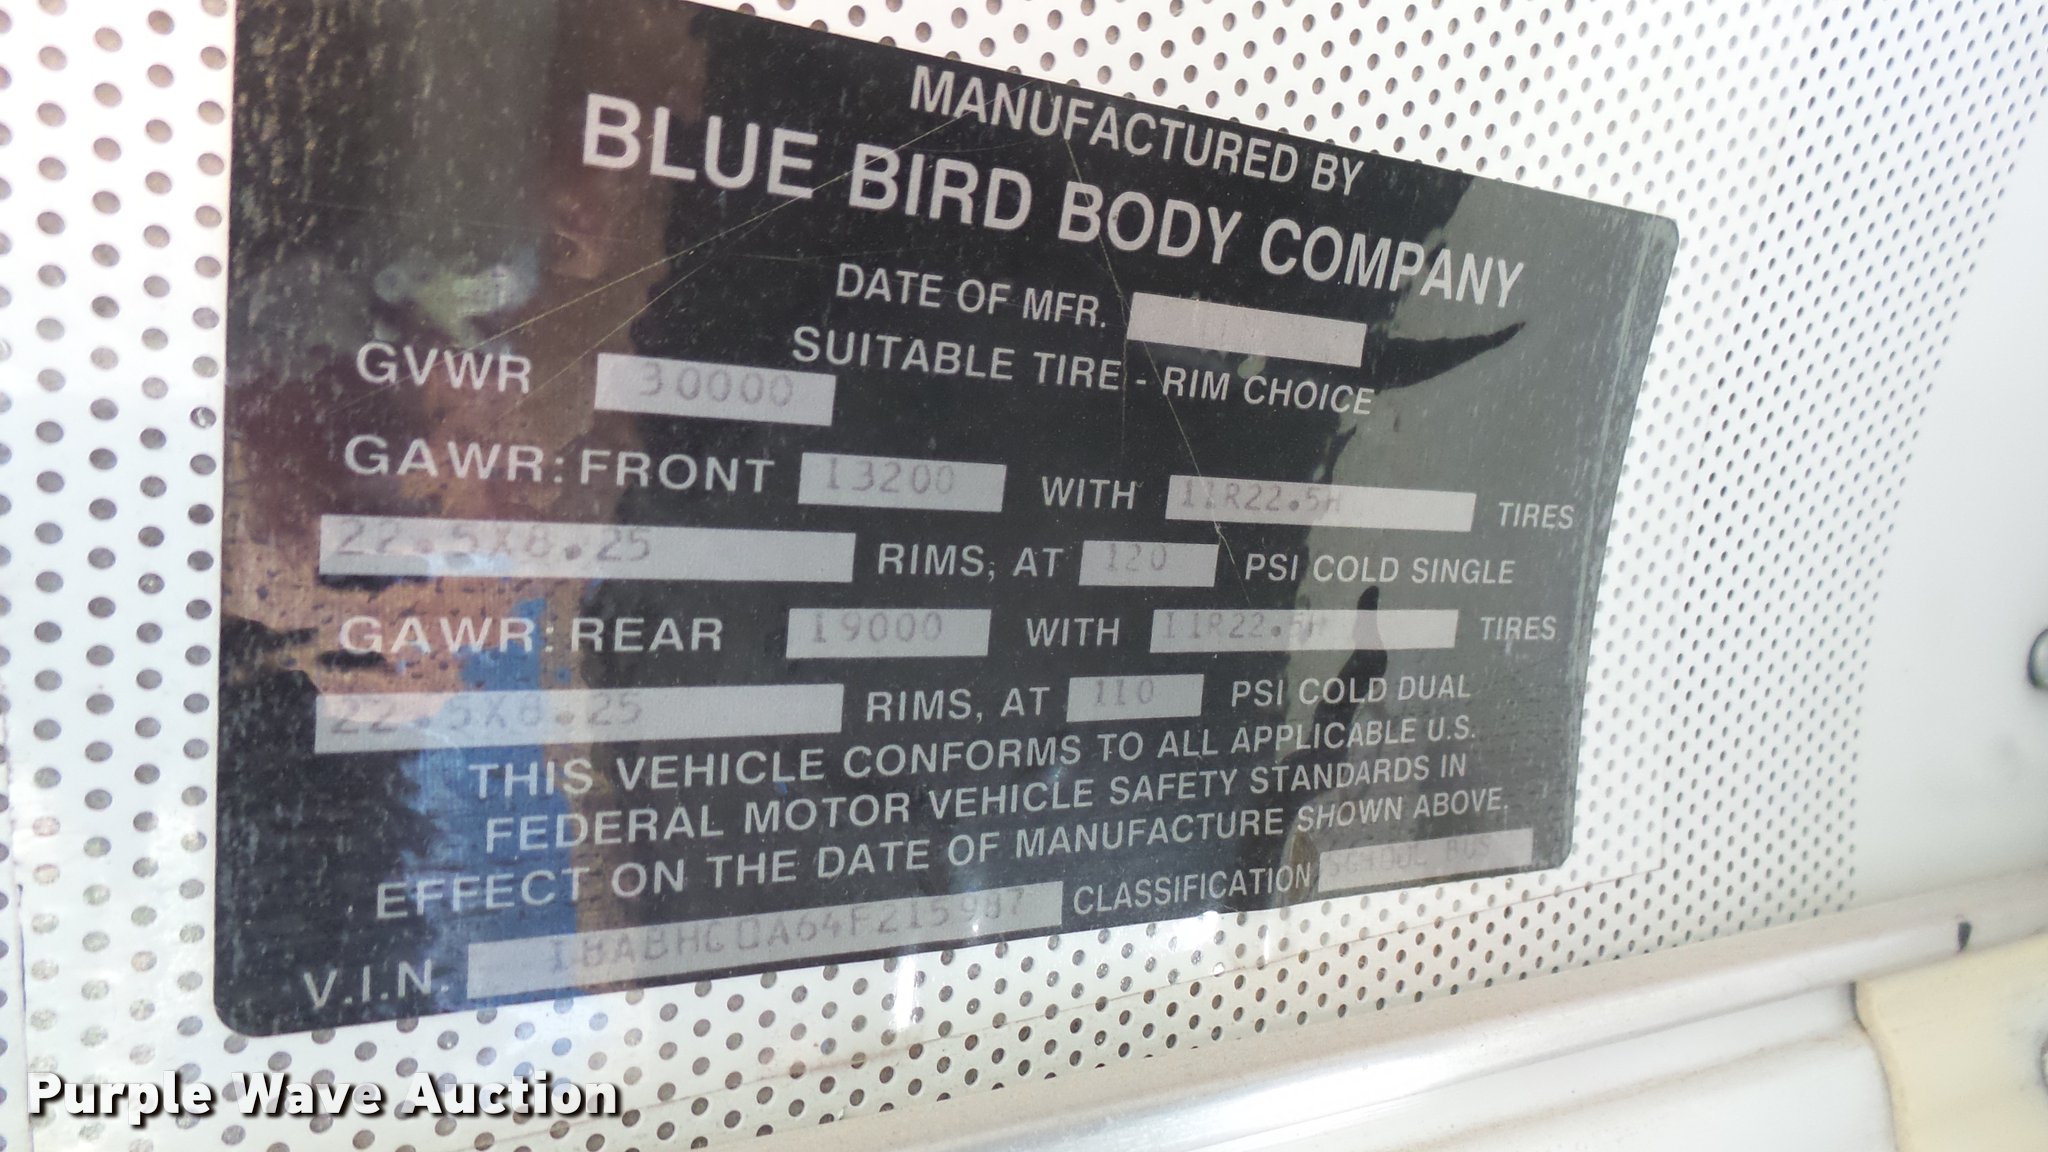 MANUFACTURED BY
BLUE BIRD BODY COMPANY
DATE OF MFR.
SUITABLE TIRE - RIM CHOICE
GVWR 30000
GAWR: FRONT 13200 WITH 11R22.5H TIRES
22.5X8.25 RIMS, AT 120 PSI COLD SINGLE
GAWR: REAR 19000 WITH 11R22.5H TIRES
22.5X8.25 RIMS, AT 110 PSI COLD DUAL
THIS VEHICLE CONFORMS TO ALL APPLICABLE U.S.
FEDERAL MOTOR VEHICLE SAFETY STANDARDS IN
EFFECT ON THE DATE OF MANUFACTURE SHOWN ABOVE.
V.I.N. 1BABHCDA64F215987 CLASSIFICATION SCHOOL BUS
Purple Wave Auction